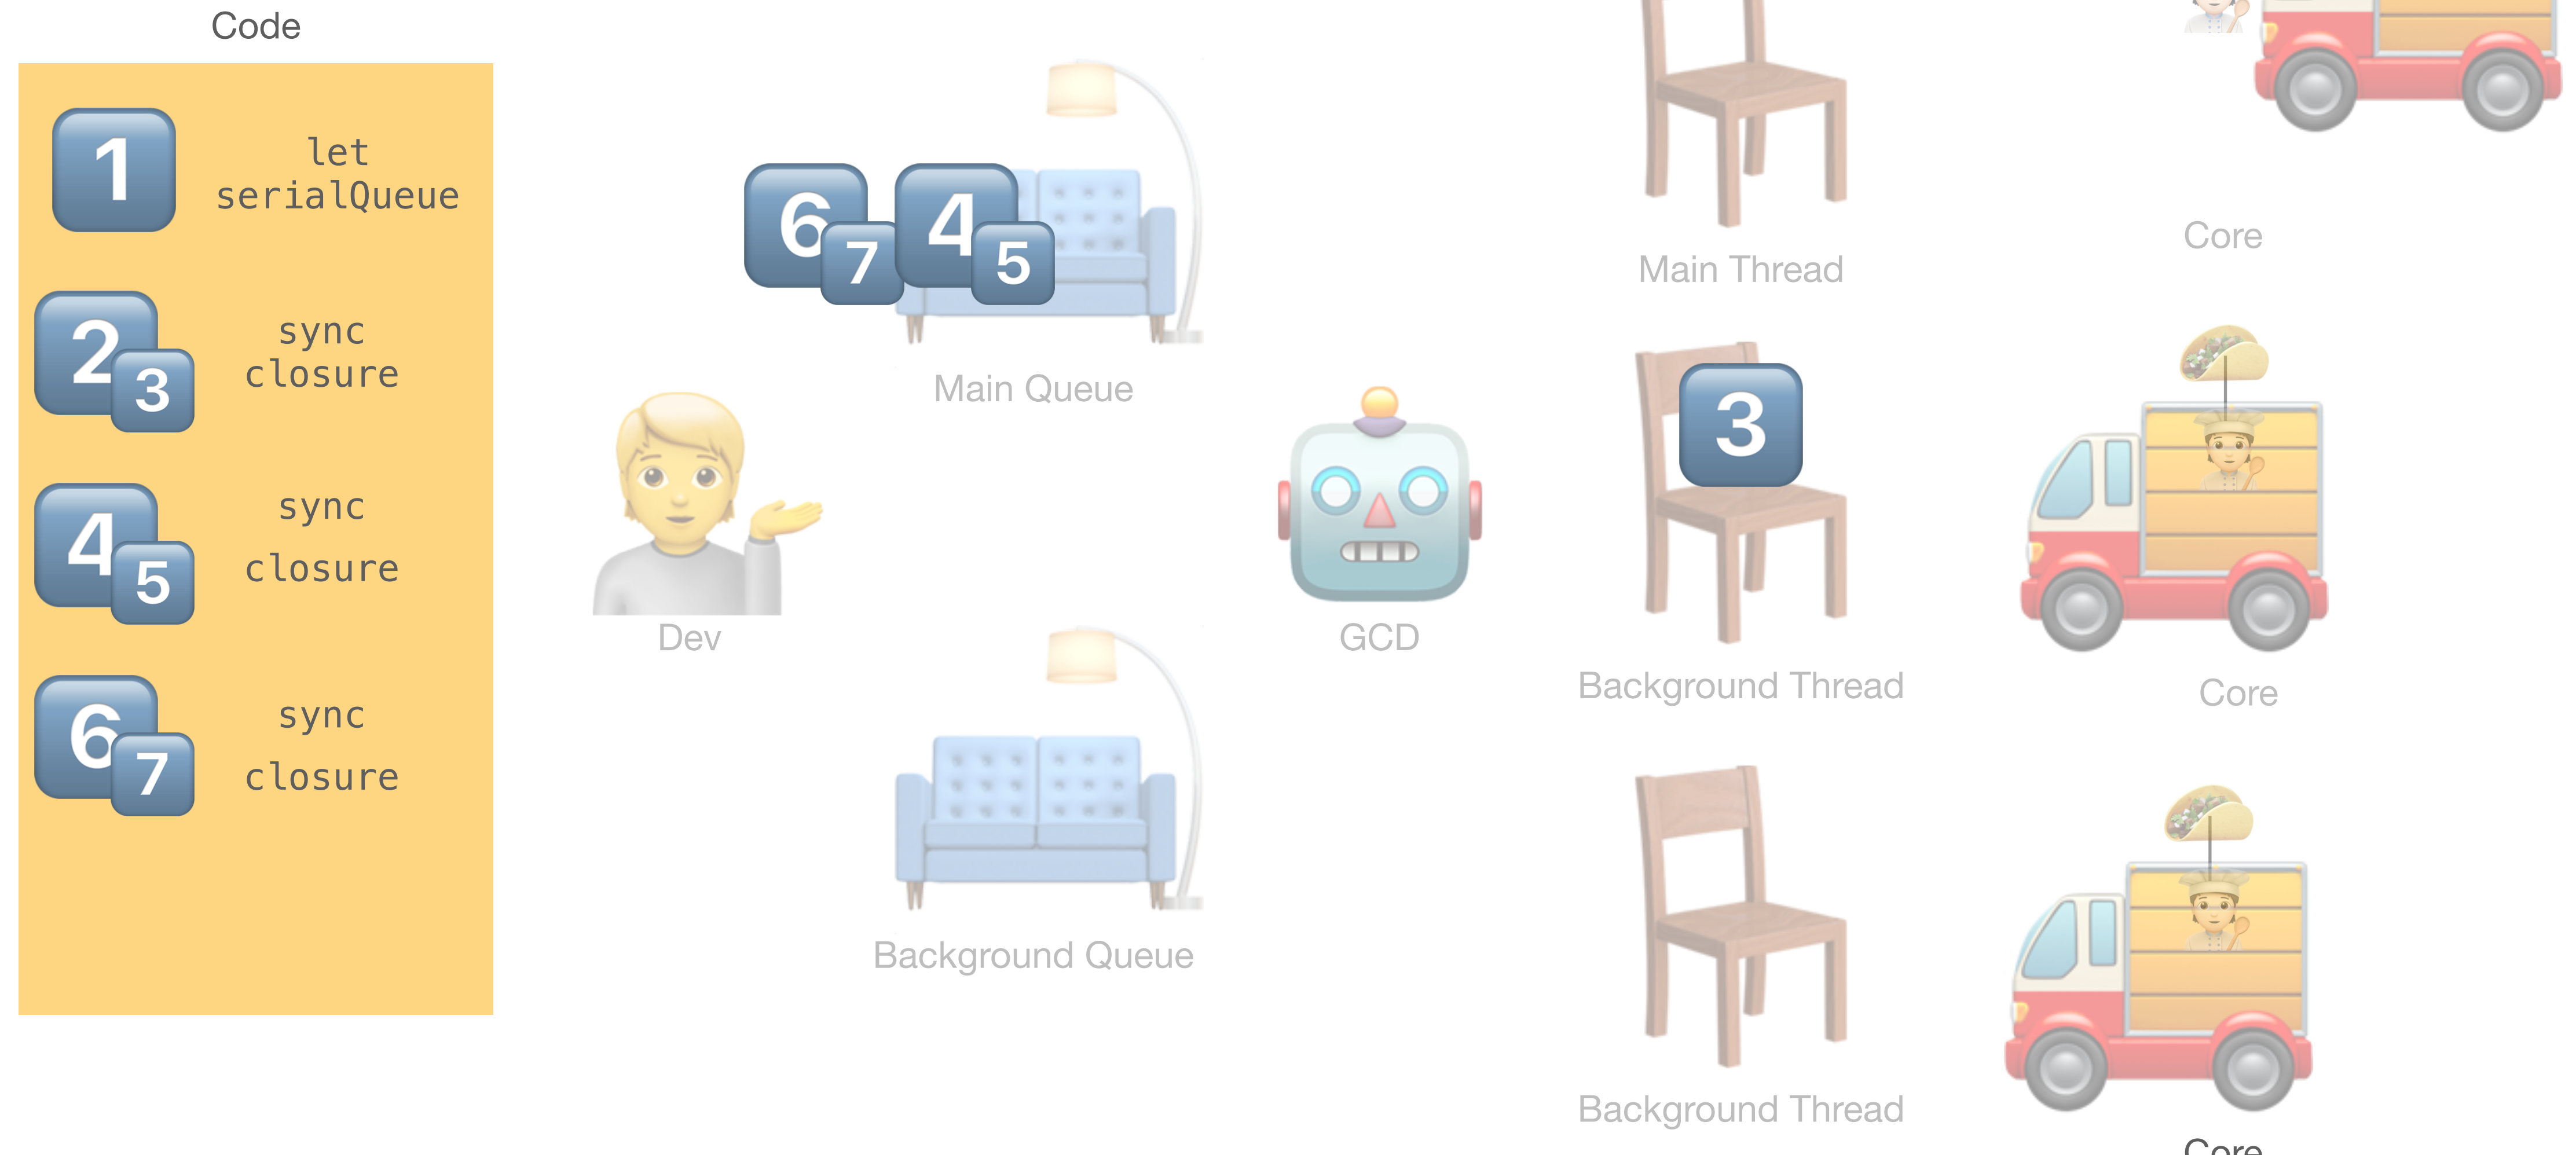 Code
1
let
serialQueue
2
3
sync
closure
4
5
sync
closure
6
7
sync
closure
6
7
4
5
Main Queue
Dev
Background Queue
GCD
Main Thread
3
Background Thread
Background Thread
Core
Core
Core